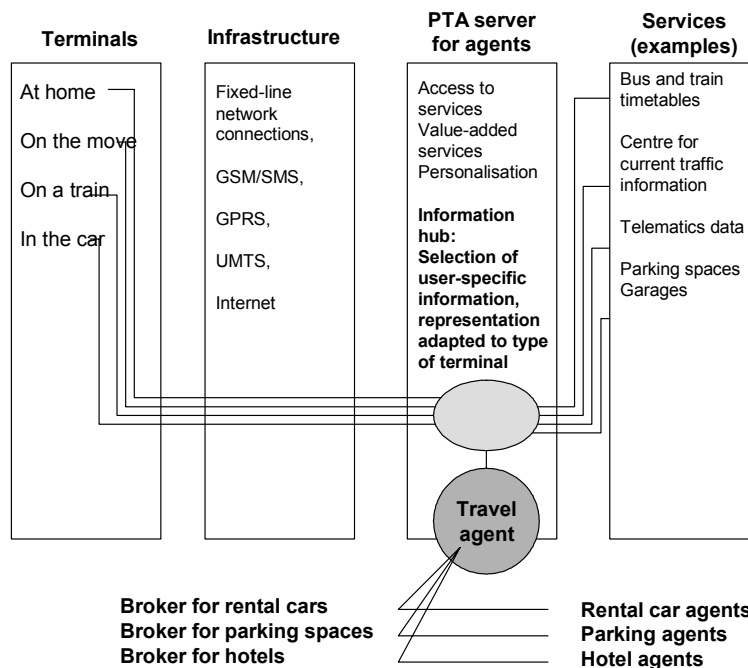 Terminals
At home
On the move
On a train
In the car
Infrastructure
Fixed-line
network
connections,
GSM/SMS,
GPRS,
UMTS,
Internet
PTA server
for agents
Access to
services
Value-added
services
Personalisation
Information
hub:
Selection of
user-specific
information,
representation
adapted to type
of terminal
Services
(examples)
Bus and train
timetables
Centre for
current traffic
information
Telematics data
Parking spaces
Garages
Travel
agent
Broker for rental cars
Broker for parking spaces
Broker for hotels
Rental car agents
Parking agents
Hotel agents